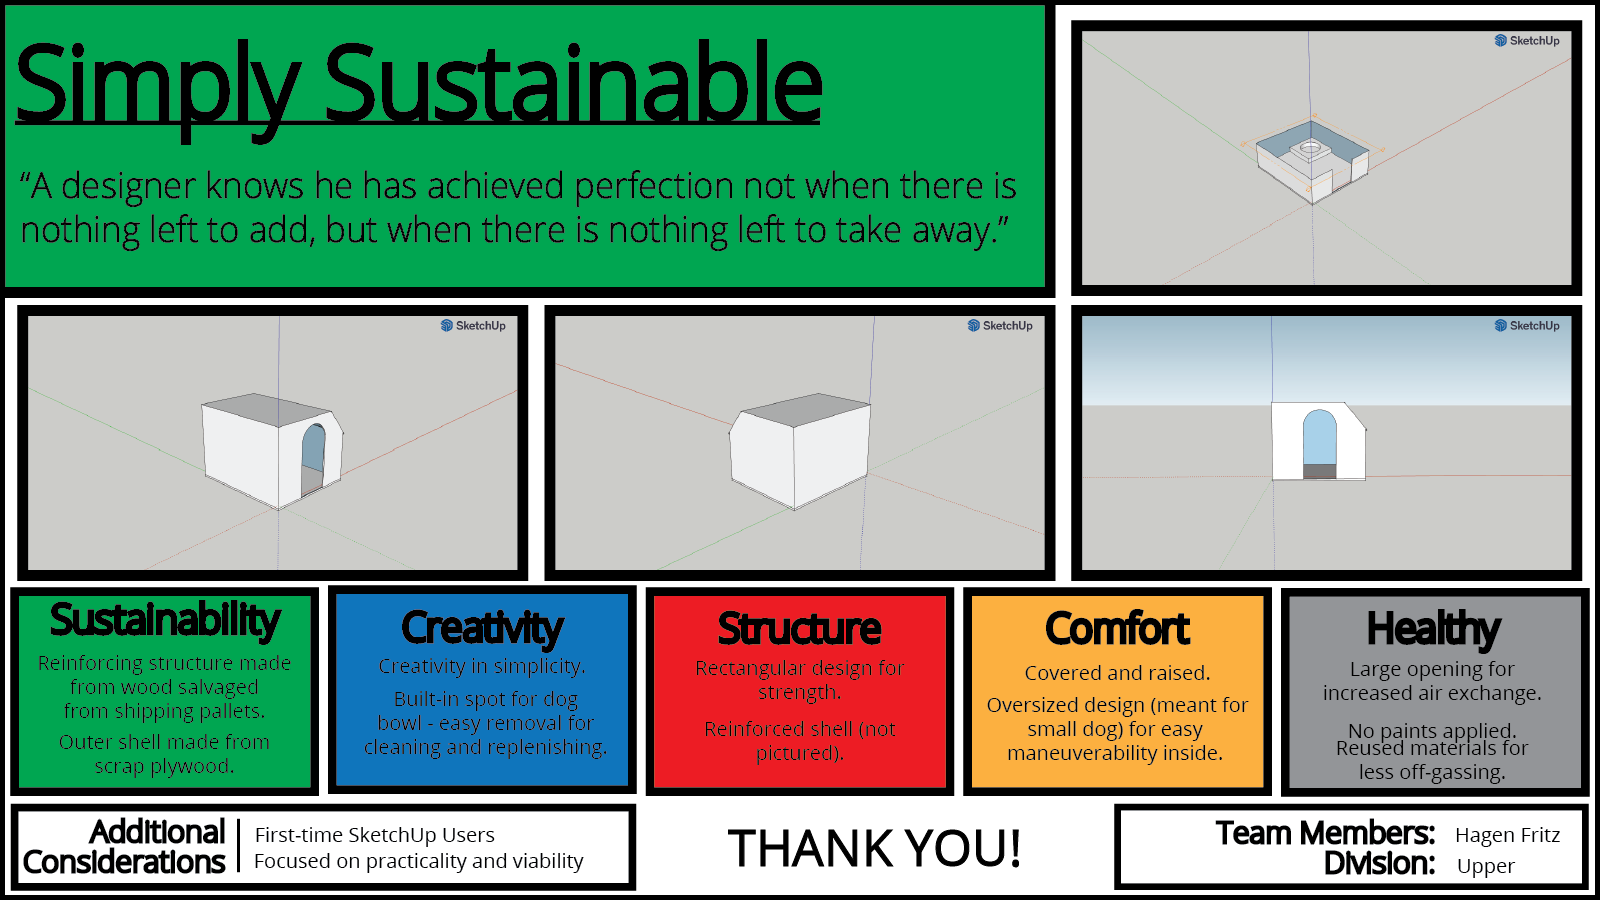 Simply Sustainable
“A designer knows he has achieved perfection not when there is
nothing left to add, but when there is nothing left to take away.”
SketchUp
SketchUp
SketchUp
SketchUp
Sustainability
Reinforcing structure made
from wood salvaged
from shipping pallets.
Outer shell made from
scrap plywood.
Creativity
Creativity in simplicity.
Built-in spot for dog
bowl - easy removal for
cleaning and replenishing.
Structure
Rectangular design for
strength.
Reinforced shell (not
pictured).
Comfort
Covered and raised.
Oversized design (meant for
small dog) for easy
maneuverability inside.
Healthy
Large opening for
increased air exchange.
No paints applied.
Reused materials for
less off-gassing.
Additional
Considerations
First-time SketchUp Users
Focused on practicality and viability
THANK YOU!
Team Members: Hagen Fritz
Division: Upper